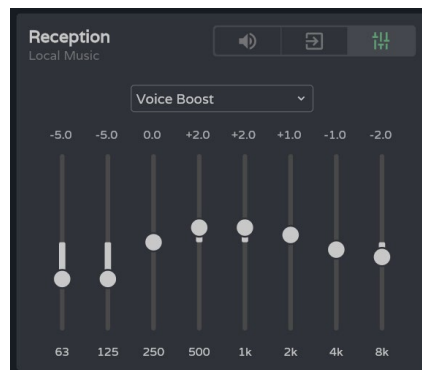 Reception
Local Music
Voice Boost
-5.0 -5.0 0.0 +2.0 +2.0 +1.0 -1.0 -2.0
63 125 250 500 1k 2k 4k 8k